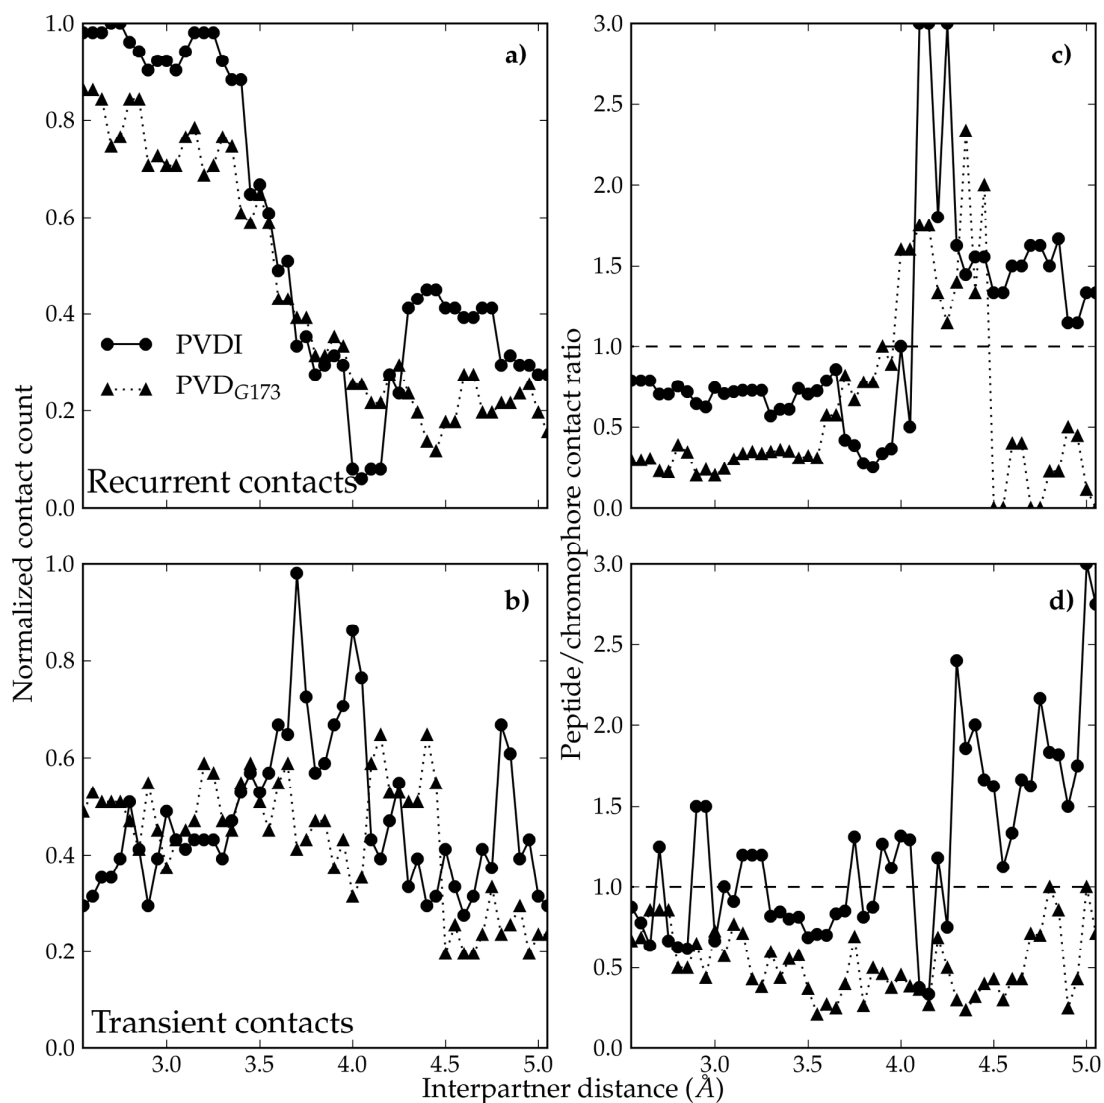 1.0
0.8
0.6
0.4
0.2
0.0
a)
PVDI
PVDG173
Recurrent contacts
3.0
2.5
2.0
1.5
1.0
0.5
0.0
c)
Normalized contact count
Peptide/chromophore contact ratio
1.0
0.8
0.6
0.4
0.2
0.0
b)
Transient contacts
3.0 3.5 4.0 4.5 5.0
3.0
2.5
2.0
1.5
1.0
0.5
0.0
d)
3.0 3.5 4.0 4.5 5.0
Interpartner distance (Å)